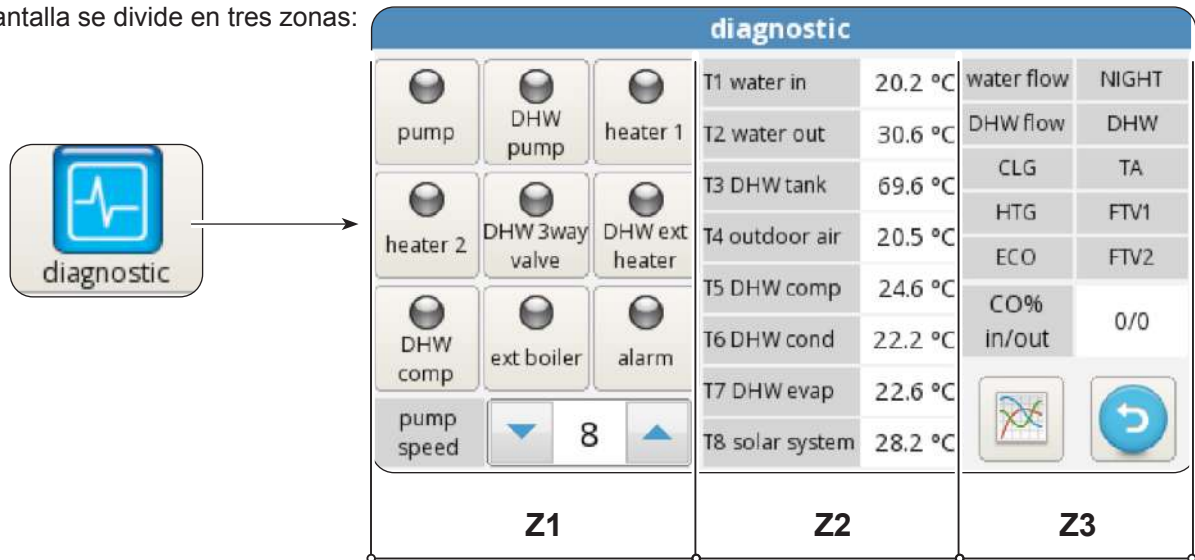 se divide en tres zonas:
diagnostic
diagnostic
pump
DHW
pump
heater 1
heater 2
DHW 3way
valve
DHW ext
heater
DHW
comp
ext boiler
alarm
pump
speed
8
T1 water in 20.2 °C
T2 water out 30.6 °C
T3 DHW tank 69.6 °C
T4 outdoor air 20.5 °C
T5 DHW comp 24.6 °C
T6 DHW cond 22.2 °C
T7 DHW evap 22.6 °C
T8 solar system 28.2 °C
water flow NIGHT
DHW flow DHW
CLG TA
HTG FTV1
ECO FTV2
CO%
in/out
0/0
Z1 Z2 Z3